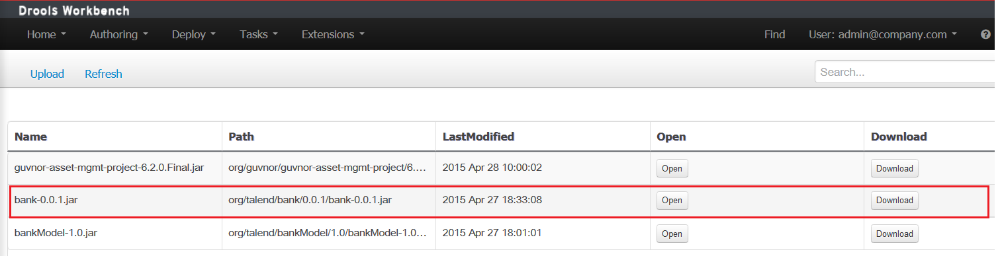 Drools Workbench
Home Authoring Deploy Tasks Extensions Find User: admin@company.com ?
Upload Refresh Search...
Name Path LastModified Open Download
guvnor-asset-mgmt-project-6.2.0.Final.jar org/guvnor/guvnor-asset-mgmt-project/6.... 2015 Apr 28 10:00:02 Open Download
bank-0.0.1.jar org/talend/bank/0.0.1/bank-0.0.1.jar 2015 Apr 27 18:33:08 Open Download
bankModel-1.0.jar org/talend/bankModel/1.0/bankModel-1.0... 2015 Apr 27 18:01:01 Open Download